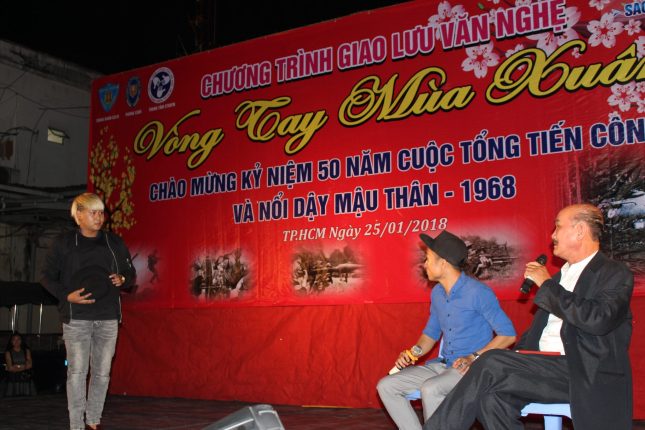 CHƯƠNG TRÌNH GIAO LƯU VĂN NGHỆ
Vòng Tay Mùa Xuân
CHÀO MỪNG KỶ NIỆM 50 NĂM CUỘC TỔNG TIẾN CÔN
VÀ NỔI DẬY MẬU THÂN - 1968
TP.HCM Ngày 25/01/2018